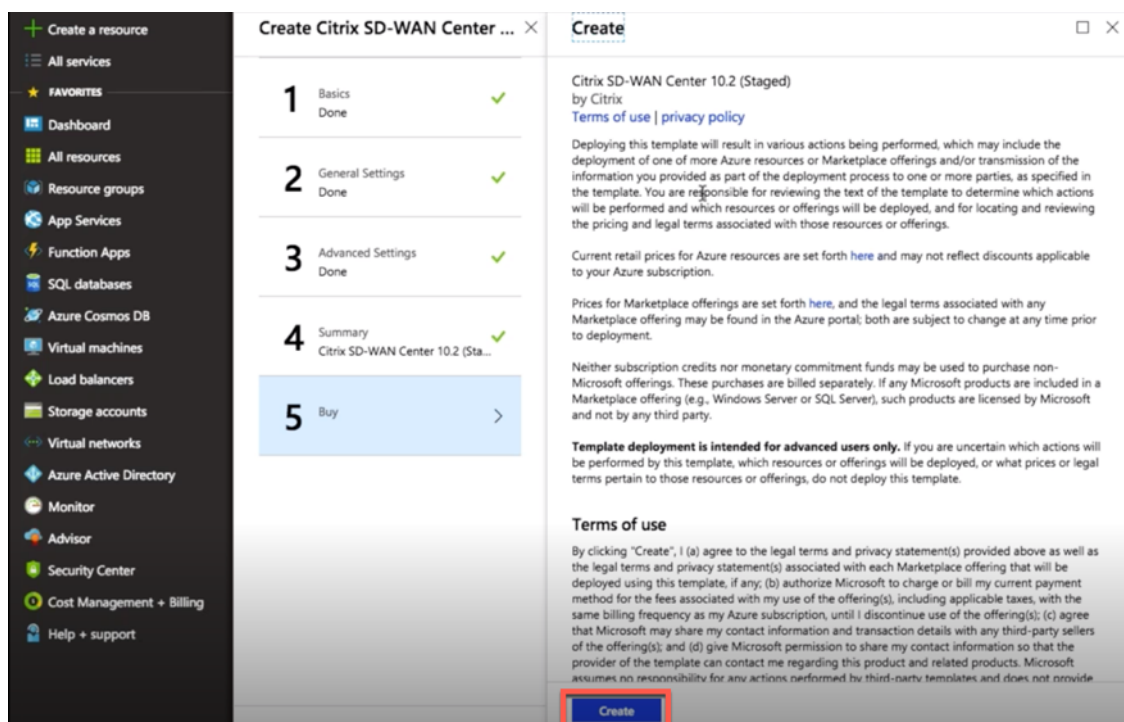 Create a resource
All services
FAVORITES
Dashboard
All resources
Resource groups
App Services
Function Apps
SQL databases
Azure Cosmos DB
Virtual machines
Load balancers
Storage accounts
Virtual networks
Azure Active Directory
Monitor
Advisor
Security Center
Cost Management + Billing
Help + support
Create Citrix SD-WAN Center ...
1
Basics
Done
2
General Settings
Done
3
Advanced Settings
Done
4
Summary
Citrix SD-WAN Center 10.2 (Sta...
5
Buy
Create
Citrix SD-WAN Center 10.2 (Staged)
by Citrix
Terms of use | privacy policy
Deploying this template will result in various actions being performed, which may include the
deployment of one of more Azure resources or Marketplace offerings and/or transmission of the
information you provided as part of the deployment process to one or more parties, as specified in
the template. You are responsible for reviewing the text of the template to determine which actions
will be performed and which resources or offerings will be deployed, and for locating and reviewing
the pricing and legal terms associated with those resources or offerings.
Current retail prices for Azure resources are set forth here and may not reflect discounts applicable
to your Azure subscription.
Prices for Marketplace offerings are set forth here, and the legal terms associated with any
Marketplace offering may be found in the Azure portal; both are subject to change at any time prior
to deployment.
Neither subscription credits nor monetary commitment funds may be used to purchase non-
Microsoft offerings. These purchases are billed separately. If any Microsoft products are included in a
Marketplace offering (e.g., Windows Server or SQL Server), such products are licensed by Microsoft
and not by any third party.
Template deployment is intended for advanced users only. If you are uncertain which actions will
be performed by this template, which resources or offerings will be deployed, or what prices or legal
terms pertain to those resources or offerings, do not deploy this template.
Terms of use
By clicking "Create", I (a) agree to the legal terms and privacy statement(s) provided above as well as
the legal terms and privacy statement(s) associated with each Marketplace offering that will be
deployed using this template, if any; (b) authorize Microsoft to charge or bill my current payment
method for the fees associated with my use of the offering(s), including applicable taxes, with the
same billing frequency as my Azure subscription, until I discontinue use of the offering(s); (c) agree
that Microsoft may share my contact information and transaction details with any third-party sellers
of the offering(s); and (d) give Microsoft permission to share my contact information so that the
provider of the template can contact me regarding this product and related products. Microsoft
assumes no responsibility for any actions performed by third-party templates and does not provide
Create